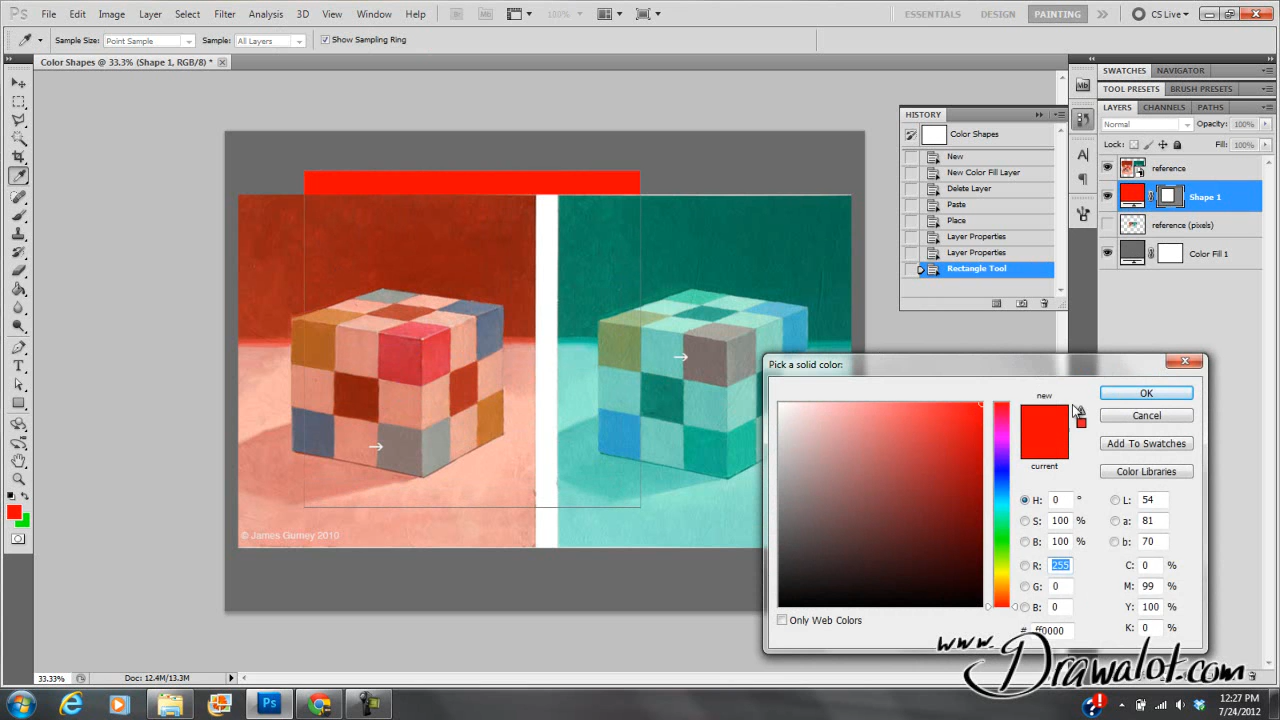 Ps File Edit Image Layer Select Filter Analysis 3D View Window Help Br Mb 100% ESSENTIALS DESIGN PAINTING CS Live
Sample Size: Point Sample Sample: All Layers Show Sampling Ring
Color Shapes @ 33.3% (Shape 1, RGB/8) *
SWATCHES NAVIGATOR
TOOL PRESETS BRUSH PRESETS
LAYERS CHANNELS PATHS
Normal Opacity: 100%
Lock: Fill: 100%
reference
Shape 1
reference (pixels)
Color Fill 1
HISTORY
Color Shapes
New
New Color Fill Layer
Delete Layer
Paste
Place
Layer Properties
Layer Properties
Rectangle Tool
© James Gurney 2010
Pick a solid color:
new
current
OK
Cancel
Add To Swatches
Color Libraries
H: 0 ° L: 54
S: 100 % a: 81
B: 100 % b: 70
R: 255 C: 0 %
G: 0 M: 99 %
B: 0 Y: 100 %
# ff0000 K: 0 %
Only Web Colors
www.
Drawalot.com
33.33% Doc: 12.4M/13.3M
Ps
12:27 PM
7/24/2012